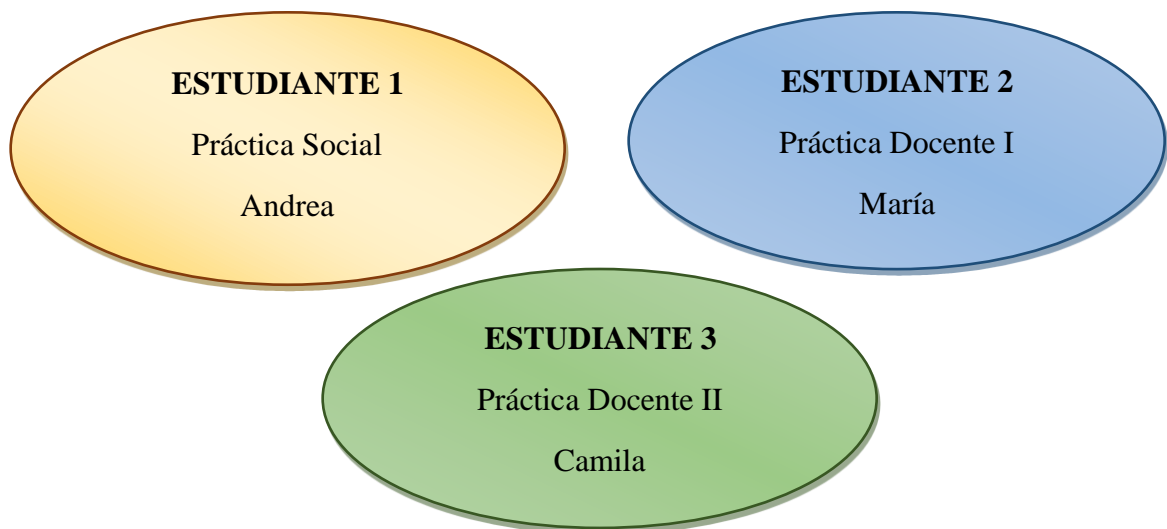 ESTUDIANTE 1
Práctica Social
Andrea
ESTUDIANTE 2
Práctica Docente I
María
ESTUDIANTE 3
Práctica Docente II
Camila